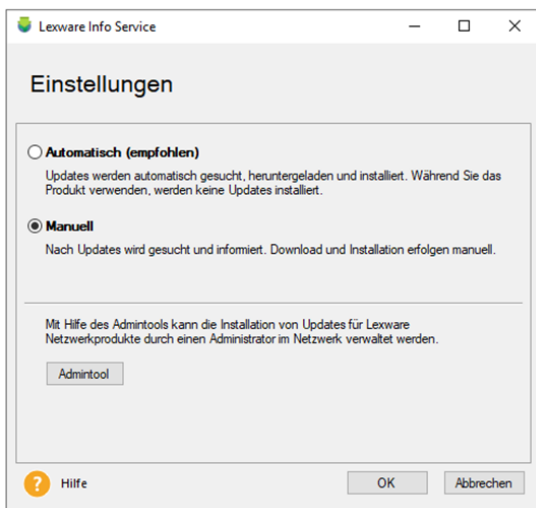 Lexware Info Service
Einstellungen
Automatisch (empfohlen)
Updates werden automatisch gesucht, heruntergeladen und installiert. Während Sie das
Produkt verwenden, werden keine Updates installiert.
Manuell
Nach Updates wird gesucht und informiert. Download und Installation erfolgen manuell.
Mit Hilfe des Admintools kann die Installation von Updates für Lexware
Netzwerkprodukte durch einen Administrator im Netzwerk verwaltet werden.
Admintool
? Hilfe OK Abbrechen